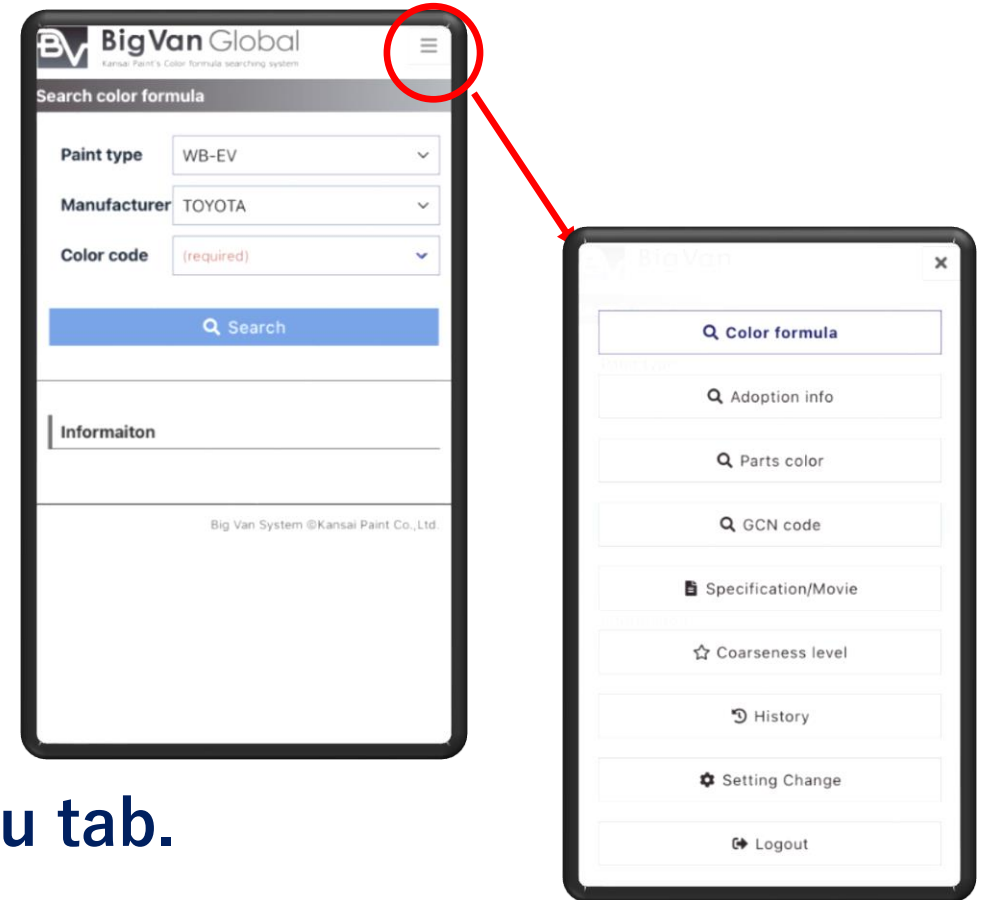 BV BigVan Global
Kansai Paint's Color formula searching system
Search color formula
Paint type WB-EV
Manufacturer TOYOTA
Color code (required)
Search
Informaiton
Big Van System ©Kansai Paint Co.,Ltd.
u tab.
Big Van
Color formula
Adoption info
Parts color
GCN code
Specification/Movie
Coarseness level
History
Setting Change
Logout